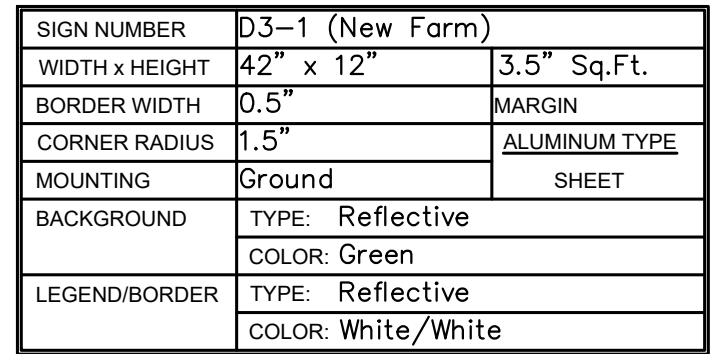 SIGN NUMBER D3-1 (New Farm)
WIDTH x HEIGHT 42” x 12” 3.5” Sq.Ft.
BORDER WIDTH 0.5” MARGIN
CORNER RADIUS 1.5” ALUMINUM TYPE
MOUNTING Ground SHEET
BACKGROUND TYPE: Reflective
COLOR: Green
LEGEND/BORDER TYPE: Reflective
COLOR: White/White